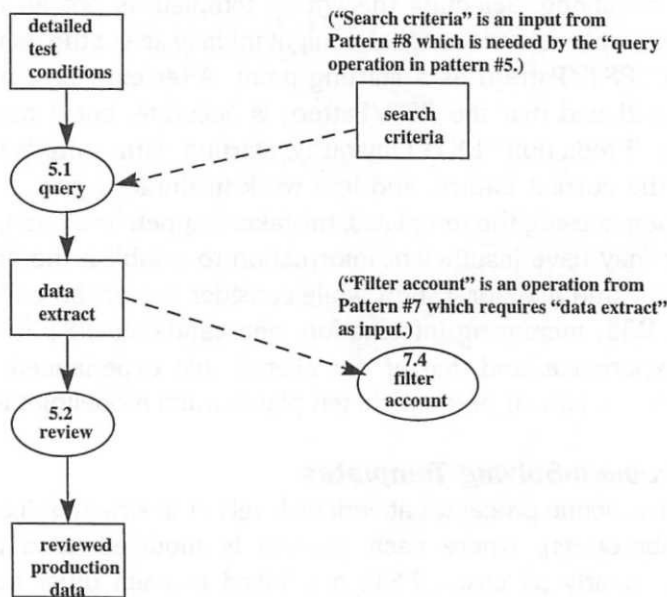 detailed
test
conditions
("Search criteria" is an input from
Pattern #8 which is needed by the "query"
operation in pattern #5.)
search
criteria
5.1
query
data
extract
("Filter account" is an operation from
Pattern #7 which requires "data extract"
as input.)
7.4
filter
account
5.2
review
reviewed
production
data